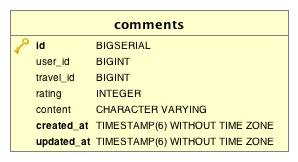 comments
id BIGSERIAL
user_id BIGINT
travel_id BIGINT
rating INTEGER
content CHARACTER VARYING
created_at TIMESTAMP(6) WITHOUT TIME ZONE
updated_at TIMESTAMP(6) WITHOUT TIME ZONE